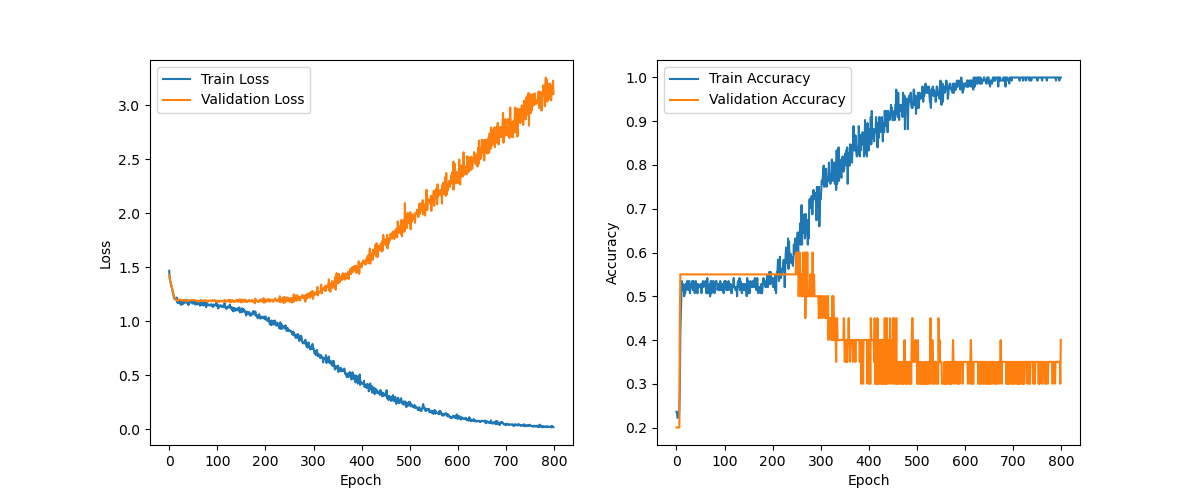 Train Loss
Validation Loss
3.0
2.5
2.0
1.5
1.0
0.5
0.0
Loss
0 100 200 300 400 500 600 700 800
Epoch
Train Accuracy
Validation Accuracy
1.0
0.9
0.8
0.7
0.6
0.5
0.4
0.3
0.2
Accuracy
0 100 200 300 400 500 600 700 800
Epoch